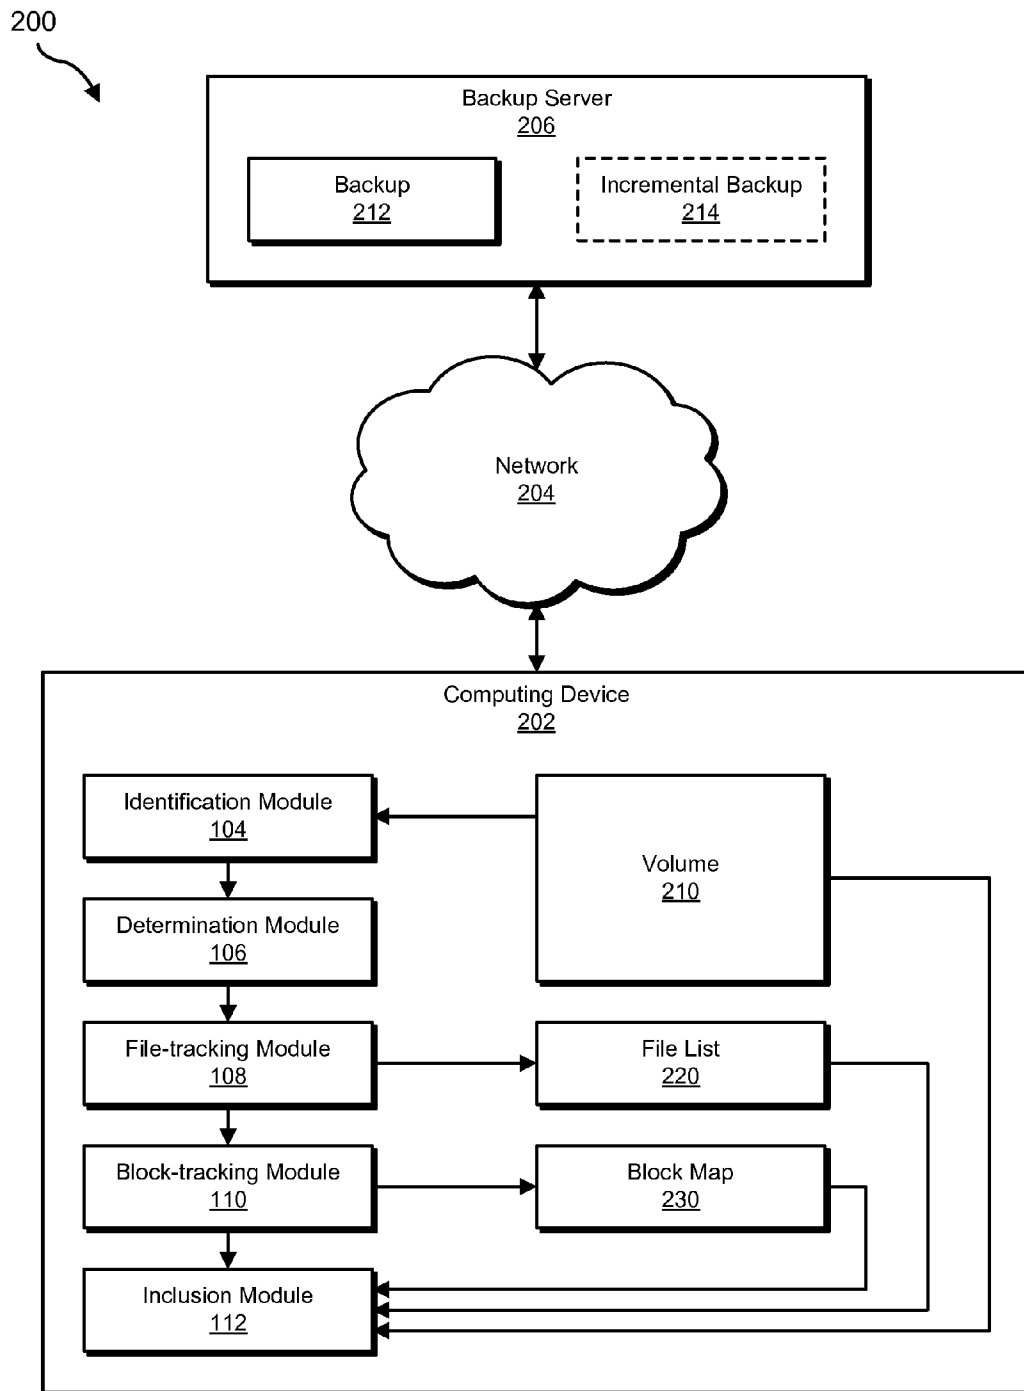 200
Backup Server
206
Backup
212
Incremental Backup
214
Network
204
Computing Device
202
Identification Module
104
Volume
210
Determination Module
106
File-tracking Module
108
File List
220
Block-tracking Module
110
Block Map
230
Inclusion Module
112